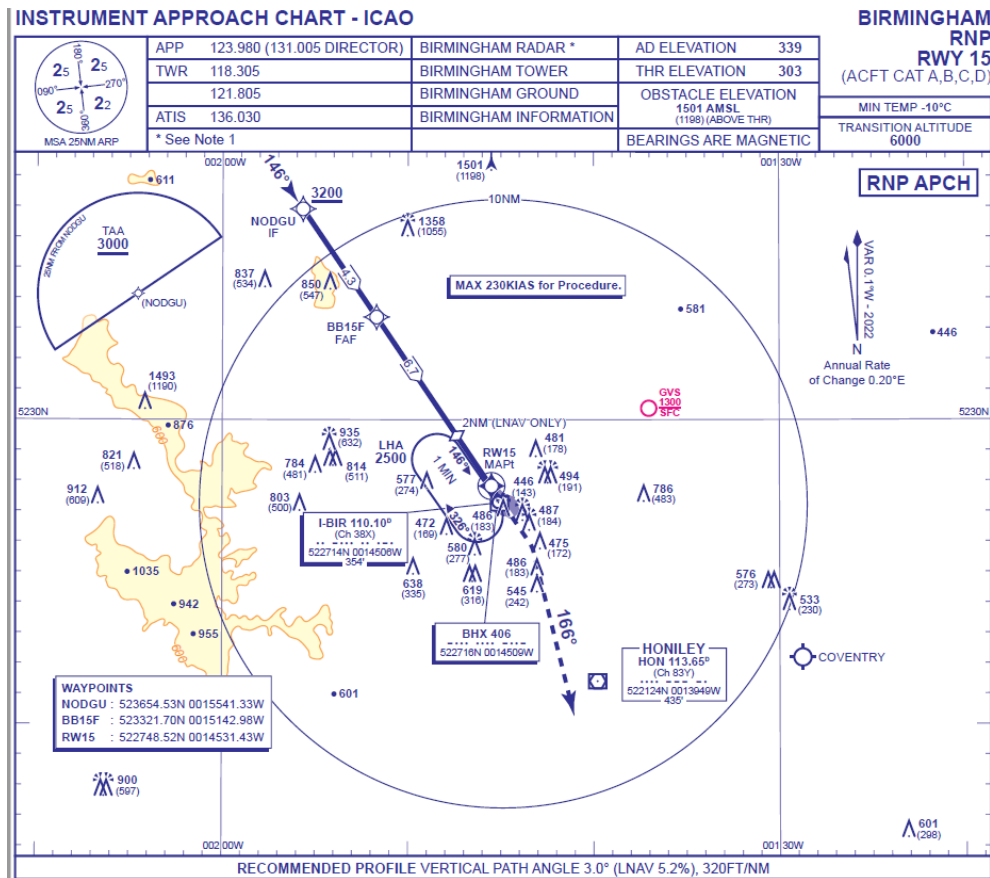 INSTRUMENT APPROACH CHART - ICAO
BIRMINGHAM
RNP
RWY 15
(ACFT CAT A,B,C,D)
MIN TEMP -10°C
TRANSITION ALTITUDE
6000
180°
25 25
090° 270°
25 22
360°
MSA 25NM ARP
APP 123.980 (131.005 DIRECTOR) BIRMINGHAM RADAR * AD ELEVATION 339
TWR 118.305 BIRMINGHAM TOWER THR ELEVATION 303
121.805 BIRMINGHAM GROUND OBSTACLE ELEVATION
1501 AMSL
(1198) (ABOVE THR)
ATIS 136.030 BIRMINGHAM INFORMATION
* See Note 1 BEARINGS ARE MAGNETIC
002 00W
001 30W
146°
3200
NODGU
IF
1501
(1198)
RNP APCH
611
TAA
3000
25NM FROM NODGU
(NODGU)
10NM
1358
(1055)
4.3
837
(534)
850
(547)
MAX 230KIAS for Procedure.
VAR 0.1°W - 2022
N
Annual Rate
of Change 0.20°E
581
446
BB15F
FAF
6.7
1493
(1190)
GVS
1300
SFC
5230N
5230N
876
600
2NM (LNAV ONLY)
935
(632)
LHA
2500
146°
1 MIN
RW15
MAPt
481
(178)
821
(518)
784
(481)
814
(511)
577
(274)
446
(143)
494
(191)
912
(609)
803
(500)
786
(483)
I-BIR 110.10D
(Ch 38X)
522714N 0014506W
354'
472
(169)
326°
486
(183)
487
(184)
580
(277)
475
(172)
1035
638
(335)
619
(316)
486
(183)
545
(242)
576
(273)
533
(230)
942
955
600
BHX 406
522716N 0014509W
166°
HONILEY
HON 113.65D
(Ch 83Y)
522124N 0013949W
435'
COVENTRY
WAYPOINTS
NODGU : 523654.53N 0015541.33W
BB15F : 523321.70N 0015142.98W
RW15 : 522748.52N 0014531.43W
601
900
(597)
601
(298)
002 00W
001 30W
RECOMMENDED PROFILE VERTICAL PATH ANGLE 3.0° (LNAV 5.2%), 320FT/NM